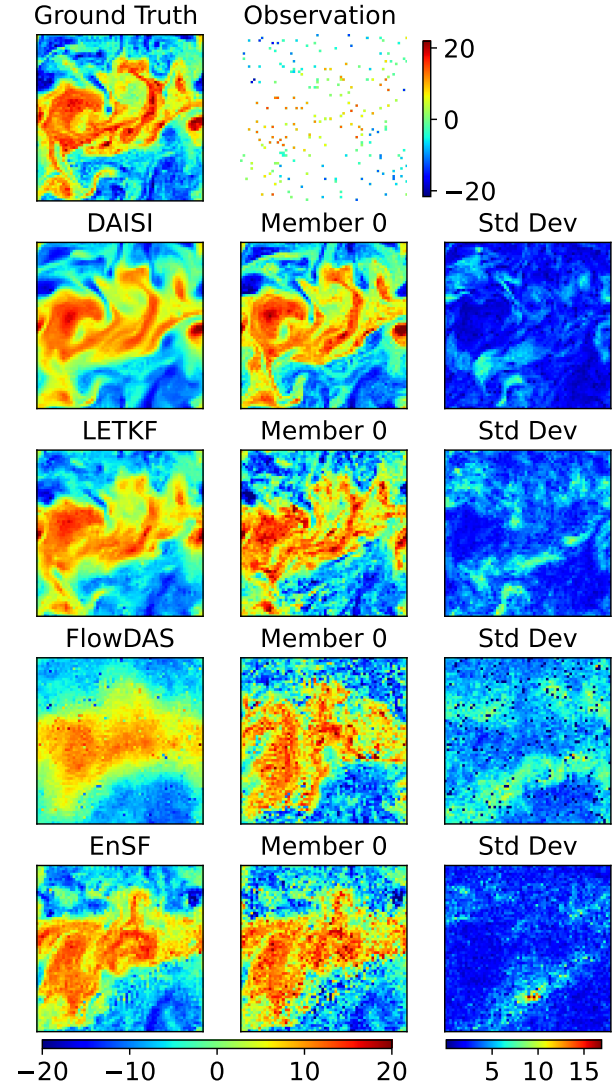 Ground Truth Observation
20
0
−20
DAISI Member 0 Std Dev
LETKF Member 0 Std Dev
FlowDAS Member 0 Std Dev
EnSF Member 0 Std Dev
−20 −10 0 10 20 5 10 15